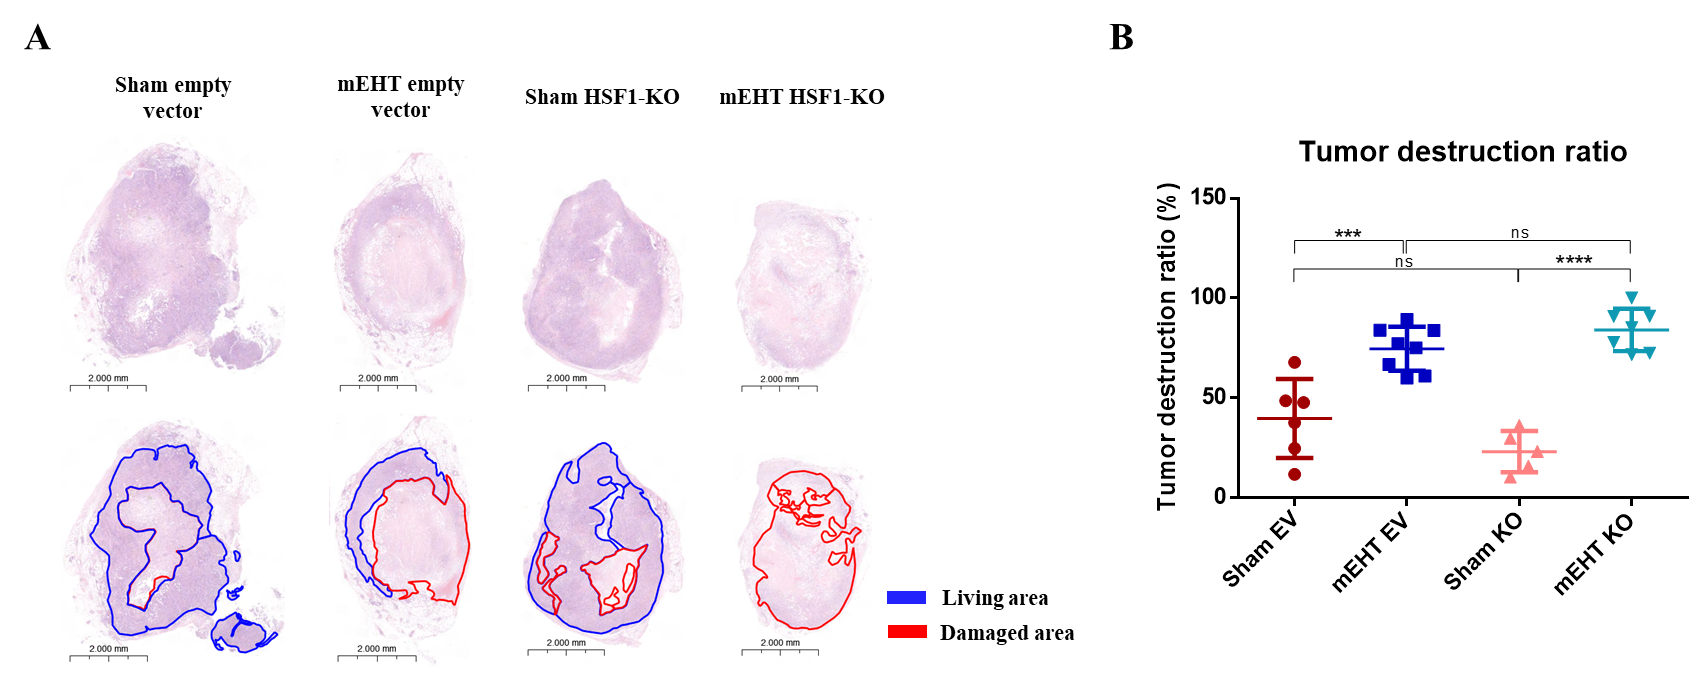 A
Sham empty
vector
mEHT empty
vector
Sham HSF1-KO
mEHT HSF1-KO
2.000 mm
2.000 mm
2.000 mm
2.000 mm
2.000 mm
2.000 mm
2.000 mm
2.000 mm
Living area
Damaged area
B
Tumor destruction ratio
Tumor destruction ratio (%)
150
100
50
0
***
ns
ns
****
Sham EV
mEHT EV
Sham KO
mEHT KO